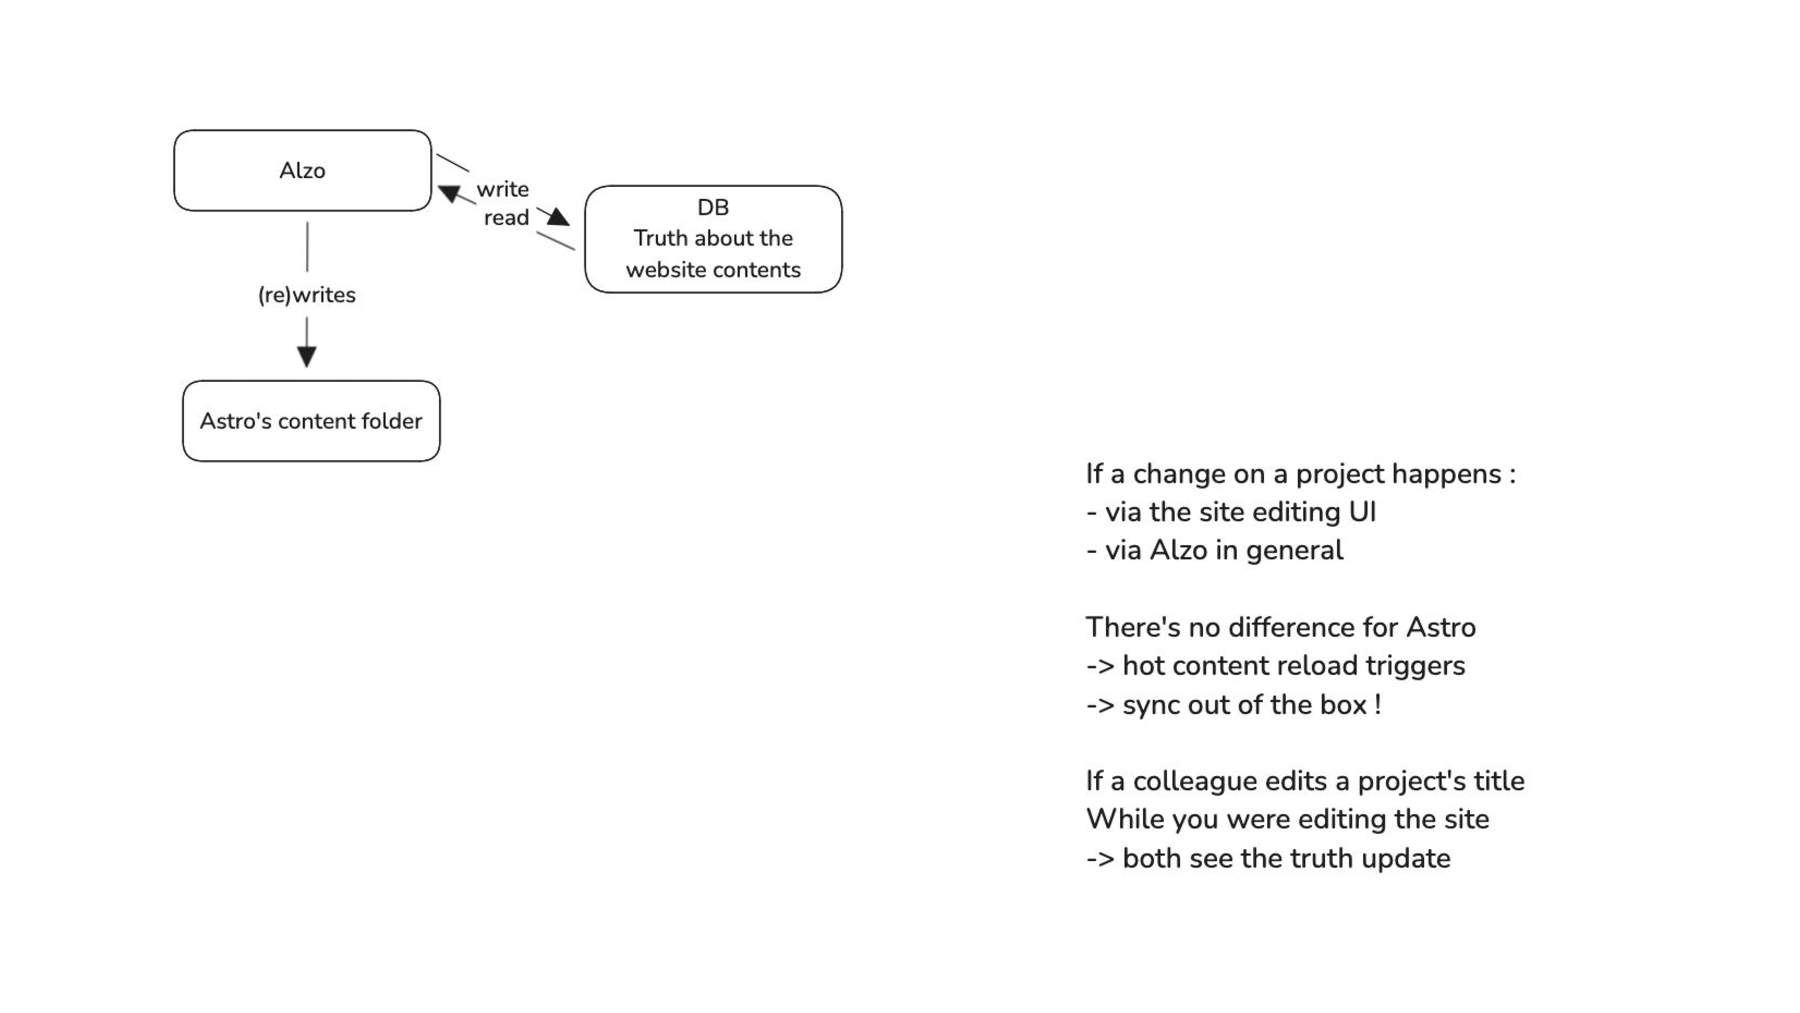 Alzo
write
read
DB
Truth about the
website contents
(re)writes
Astro's content folder
If a change on a project happens :
- via the site editing UI
- via Alzo in general
There's no difference for Astro
-> hot content reload triggers
-> sync out of the box !
If a colleague edits a project's title
While you were editing the site
-> both see the truth update